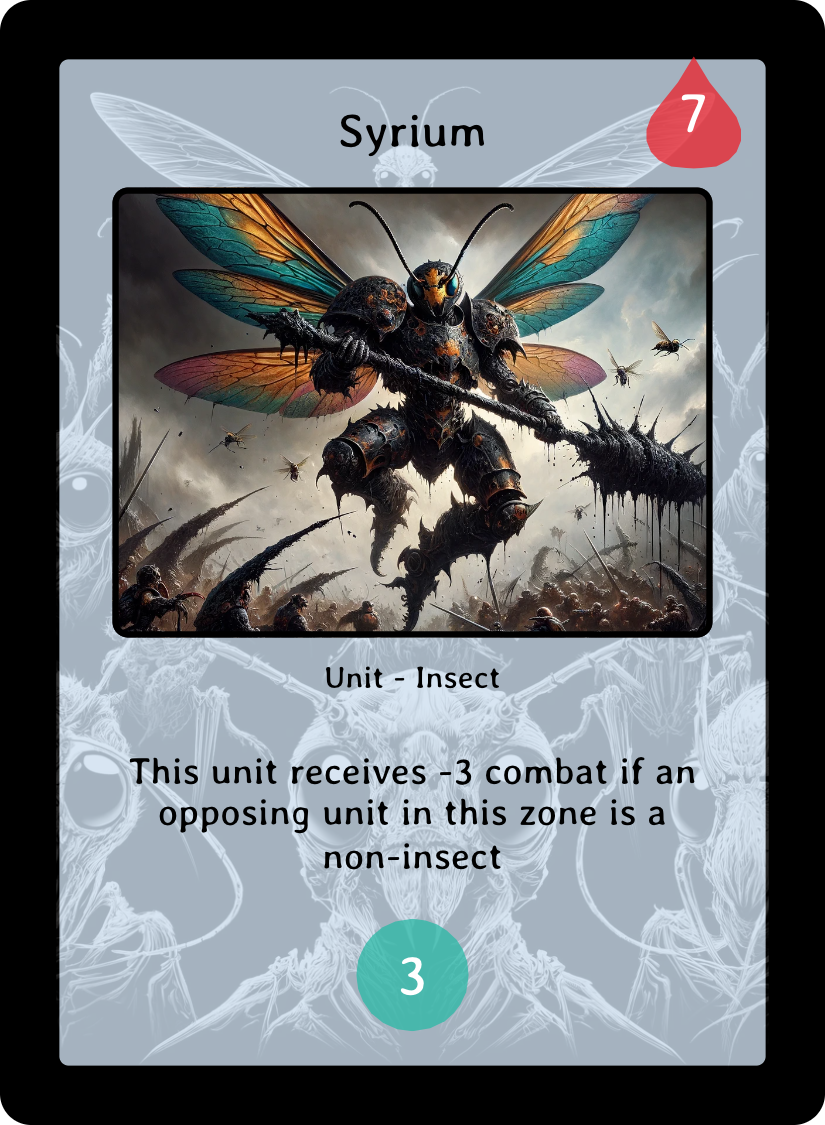 7
Syrium
Unit - Insect
This unit receives -3 combat if an
opposing unit in this zone is a
non-insect
3